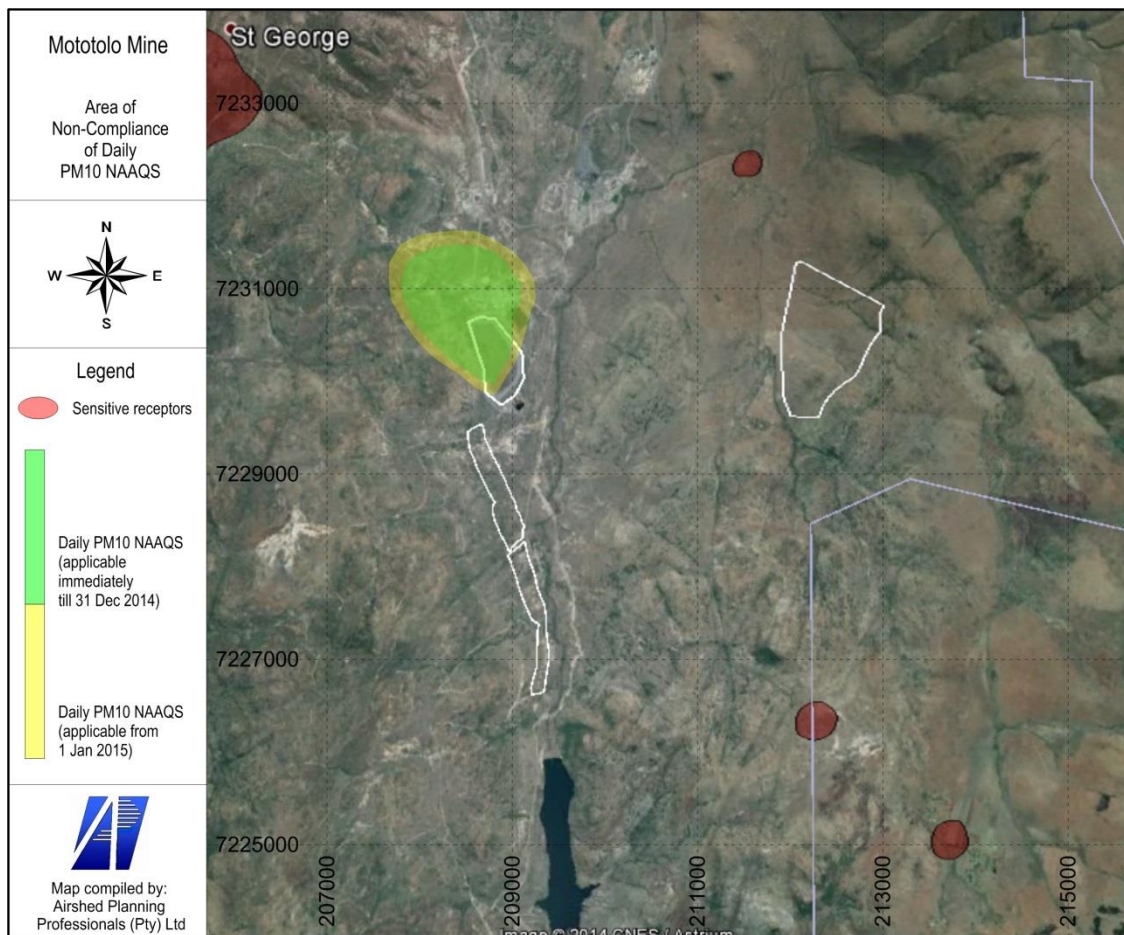 Mototolo Mine
Area of
Non-Compliance
of Daily
PM10 NAAQS
N
W E
S
Legend
Sensitive receptors
Daily PM10 NAAQS
(applicable
immediately
till 31 Dec 2014)
Daily PM10 NAAQS
(applicable from
1 Jan 2015)
Map compiled by:
Airshed Planning
Professionals (Pty) Ltd
St George
7233000
7231000
7229000
7227000
7225000
207000
209000
211000
213000
215000
Image © 2014 CNES / Astrium